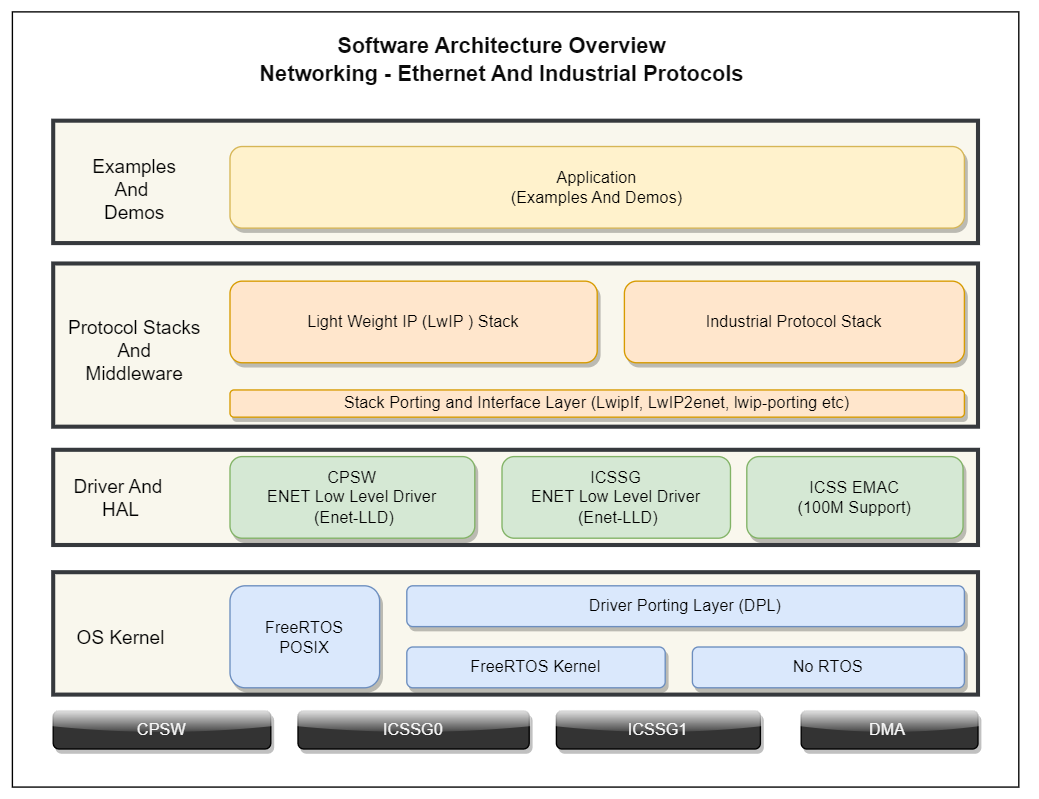 Software Architecture Overview
Networking - Ethernet And Industrial Protocols
Examples
And
Demos
Application
(Examples And Demos)
Protocol Stacks
And
Middleware
Light Weight IP (LwIP ) Stack
Industrial Protocol Stack
Stack Porting and Interface Layer (LwipIf, LwIP2enet, lwip-porting etc)
Driver And
HAL
CPSW
ENET Low Level Driver
(Enet-LLD)
ICSSG
ENET Low Level Driver
(Enet-LLD)
ICSS EMAC
(100M Support)
OS Kernel
FreeRTOS
POSIX
Driver Porting Layer (DPL)
FreeRTOS Kernel
No RTOS
CPSW
ICSSG0
ICSSG1
DMA